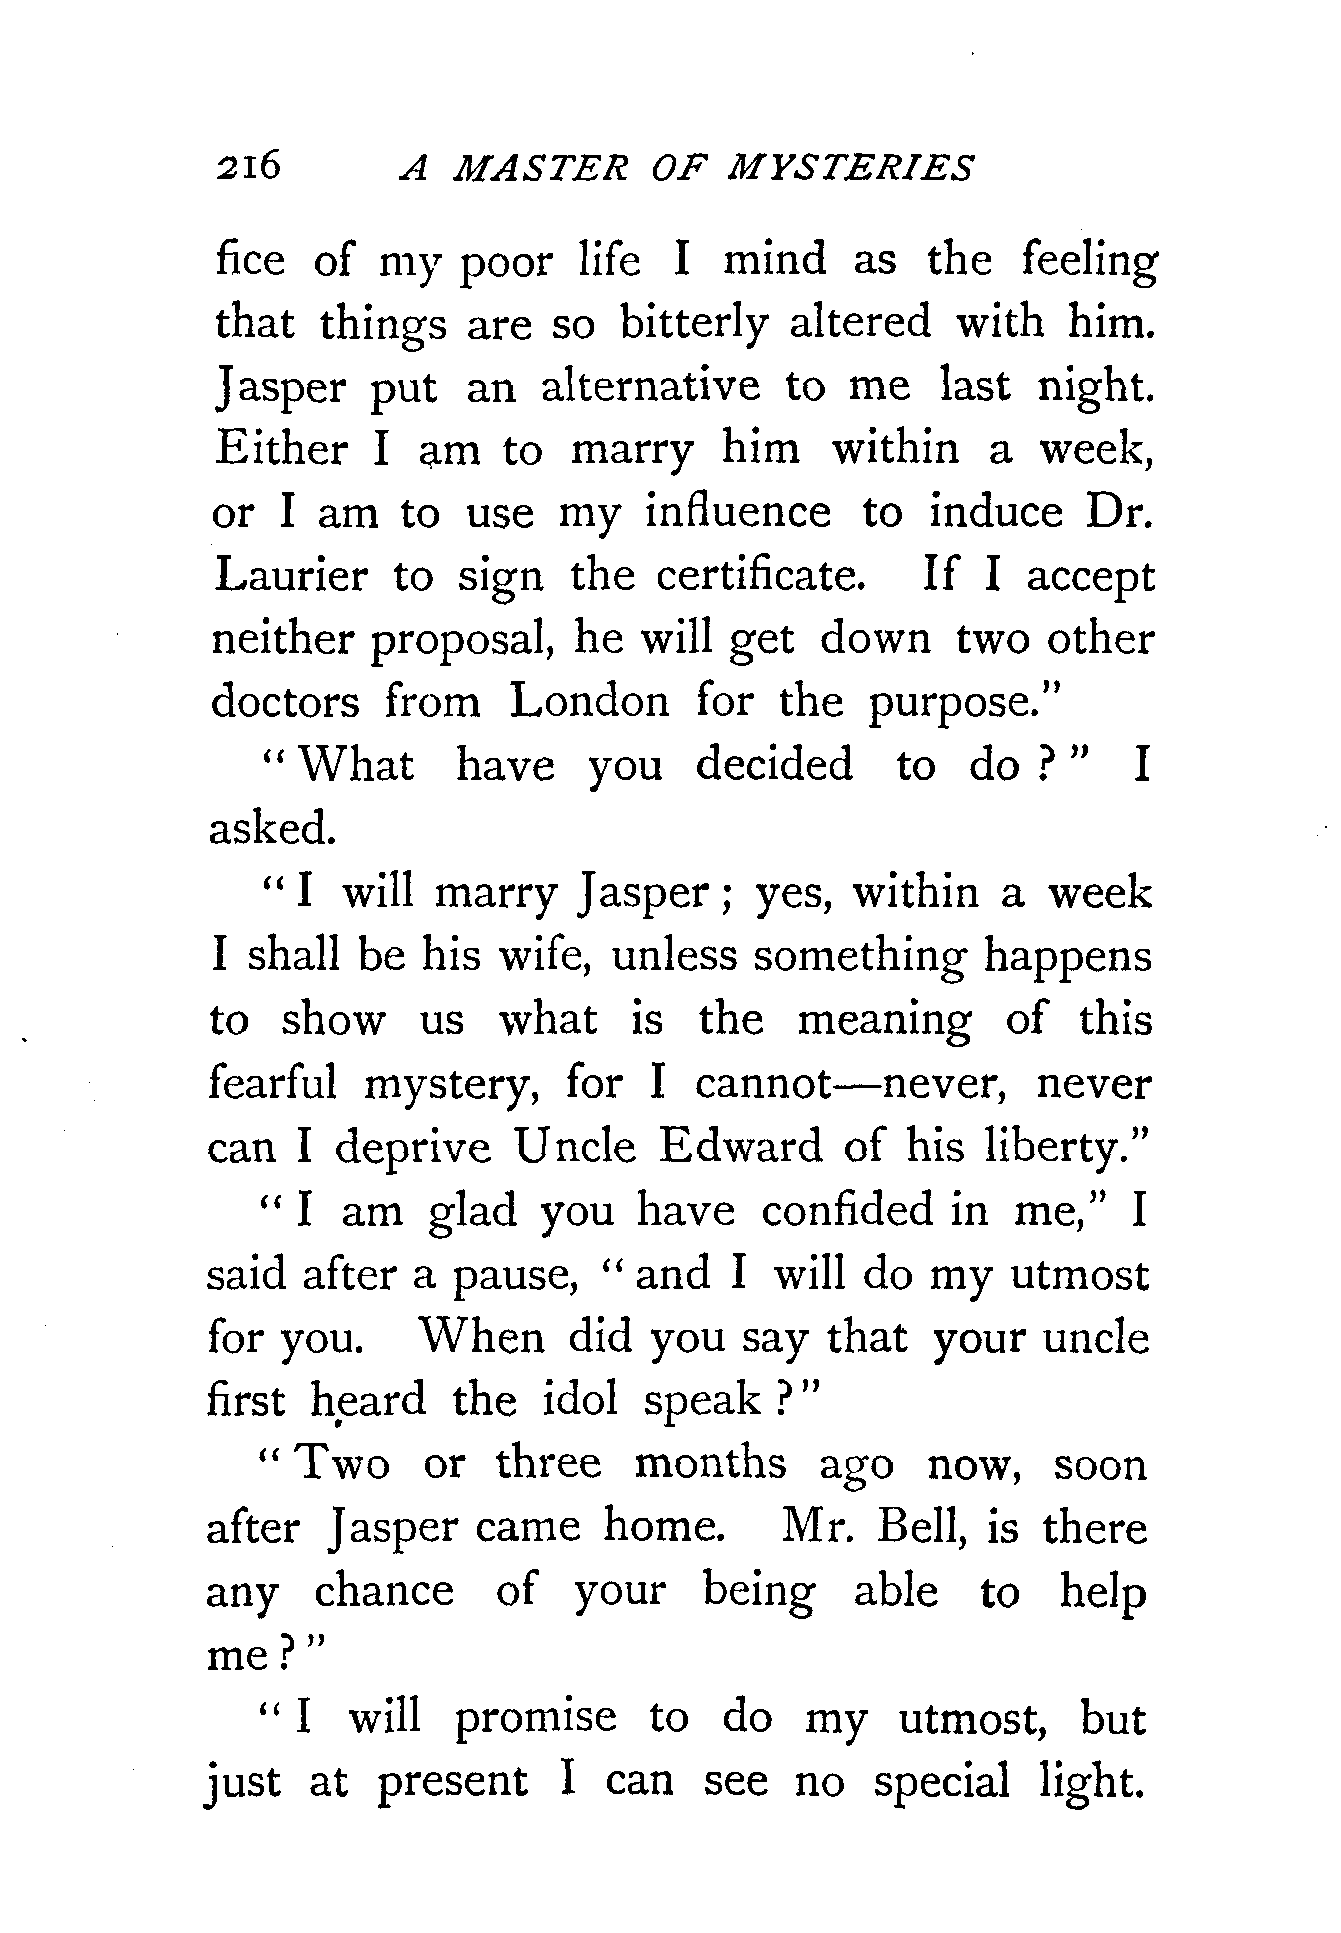 216 A MASTER OF MYSTERIES
fice of my poor life I mind as the feeling
that things are so bitterly altered with him.
Jasper put an alternative to me last night.
Either I am to marry him within a week,
or I am to use my influence to induce Dr.
Laurier to sign the certificate. If I accept
neither proposal, he will get down two other
doctors from London for the purpose."
" What have you decided to do ? " I
asked.
" I will marry Jasper ; yes, within a week
I shall be his wife, unless something happens
to show us what is the meaning of this
fearful mystery, for I cannot—never, never
can I deprive Uncle Edward of his liberty."
" I am glad you have confided in me," I
said after a pause, " and I will do my utmost
for you. When did you say that your uncle
first heard the idol speak ?"
" Two or three months ago now, soon
after Jasper came home. Mr. Bell, is there
any chance of your being able to help
me ? "
" I will promise to do my utmost, but
just at present I can see no special light.